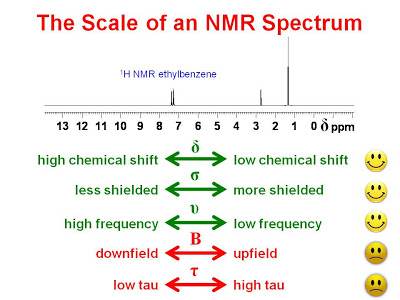 The Scale of an NMR Spectrum
¹H NMR ethylbenzene
13 12 11 10 9 8 7 6 5 4 3 2 1 0 δ ppm
δ
high chemical shift low chemical shift
σ
less shielded more shielded
υ
high frequency low frequency
B
downfield upfield
τ
low tau high tau